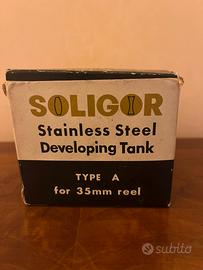 SOLIGOR
Stainless Steel
Developing Tank
TYPE A
for 35mm reel
subito